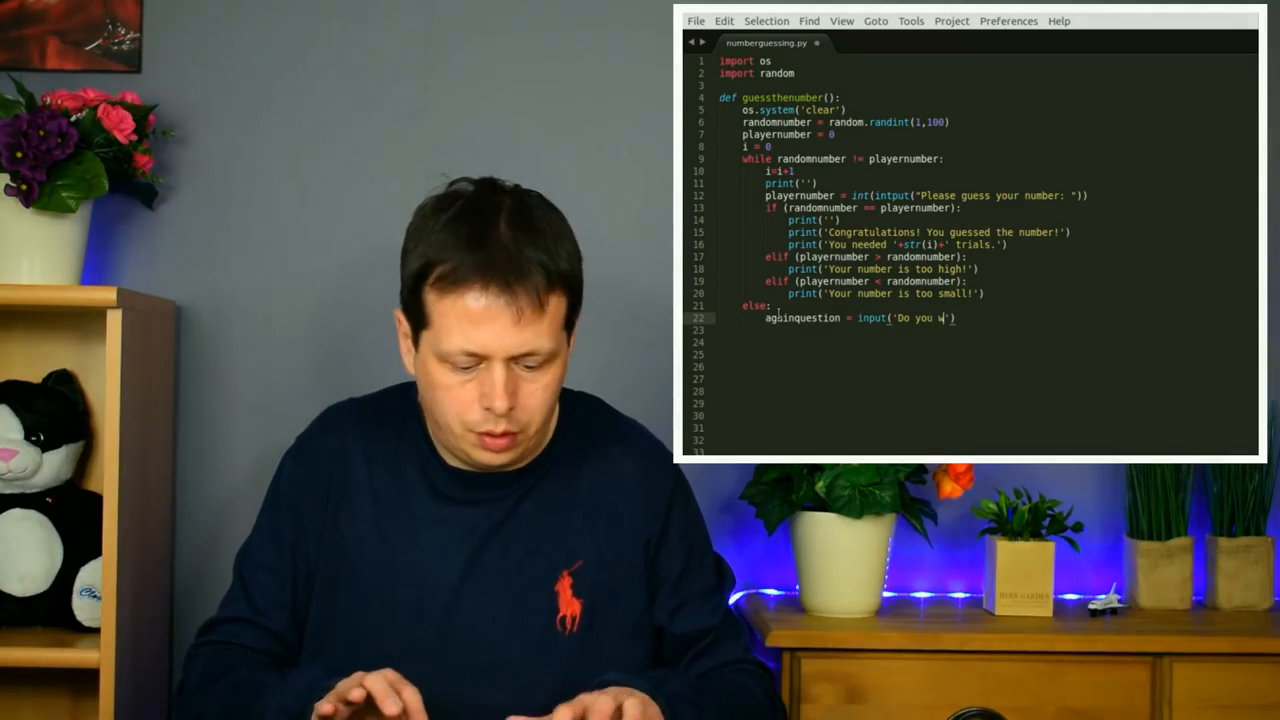 File Edit Selection Find View Goto Tools Project Preferences Help
numberguessing.py
1 import os
2 import random
3
4 def guessthenumber():
5 os.system('clear')
6 randomnumber = random.randint(1,100)
7 playernumber = 0
8 i = 0
9 while randomnumber != playernumber:
10 i=i+1
11 print('')
12 playernumber = int(intput("Please guess your number: "))
13 if (randomnumber == playernumber):
14 print('')
15 print('Congratulations! You guessed the number!')
16 print('You needed '+str(i)+' trials.')
17 elif (playernumber > randomnumber):
18 print('Your number is too high!')
19 elif (playernumber < randomnumber):
20 print('Your number is too small!')
21 else:
22 againquestion = input('Do you w')
23
24
25
26
27
28
29
30
31
32
33
HERB GARDEN